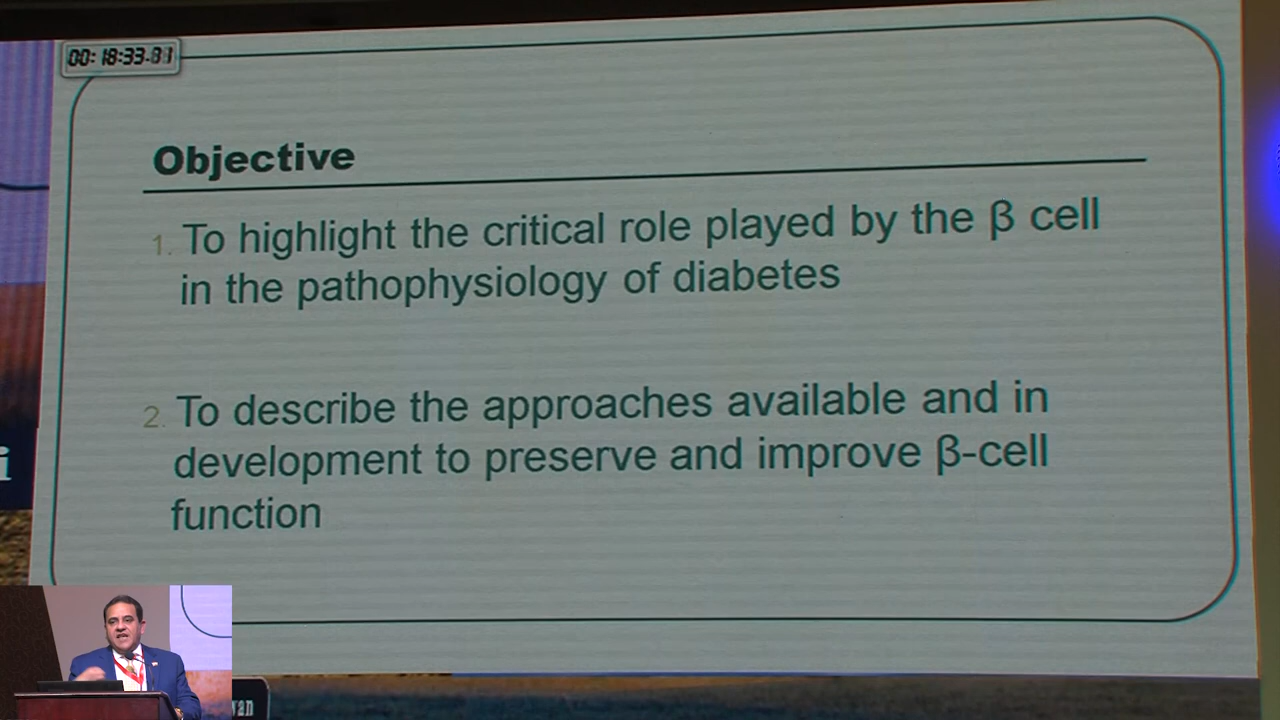 00: 18:33.81
Objective
1. To highlight the critical role played by the β cell
in the pathophysiology of diabetes
2. To describe the approaches available and in
development to preserve and improve β-cell
function
i
van